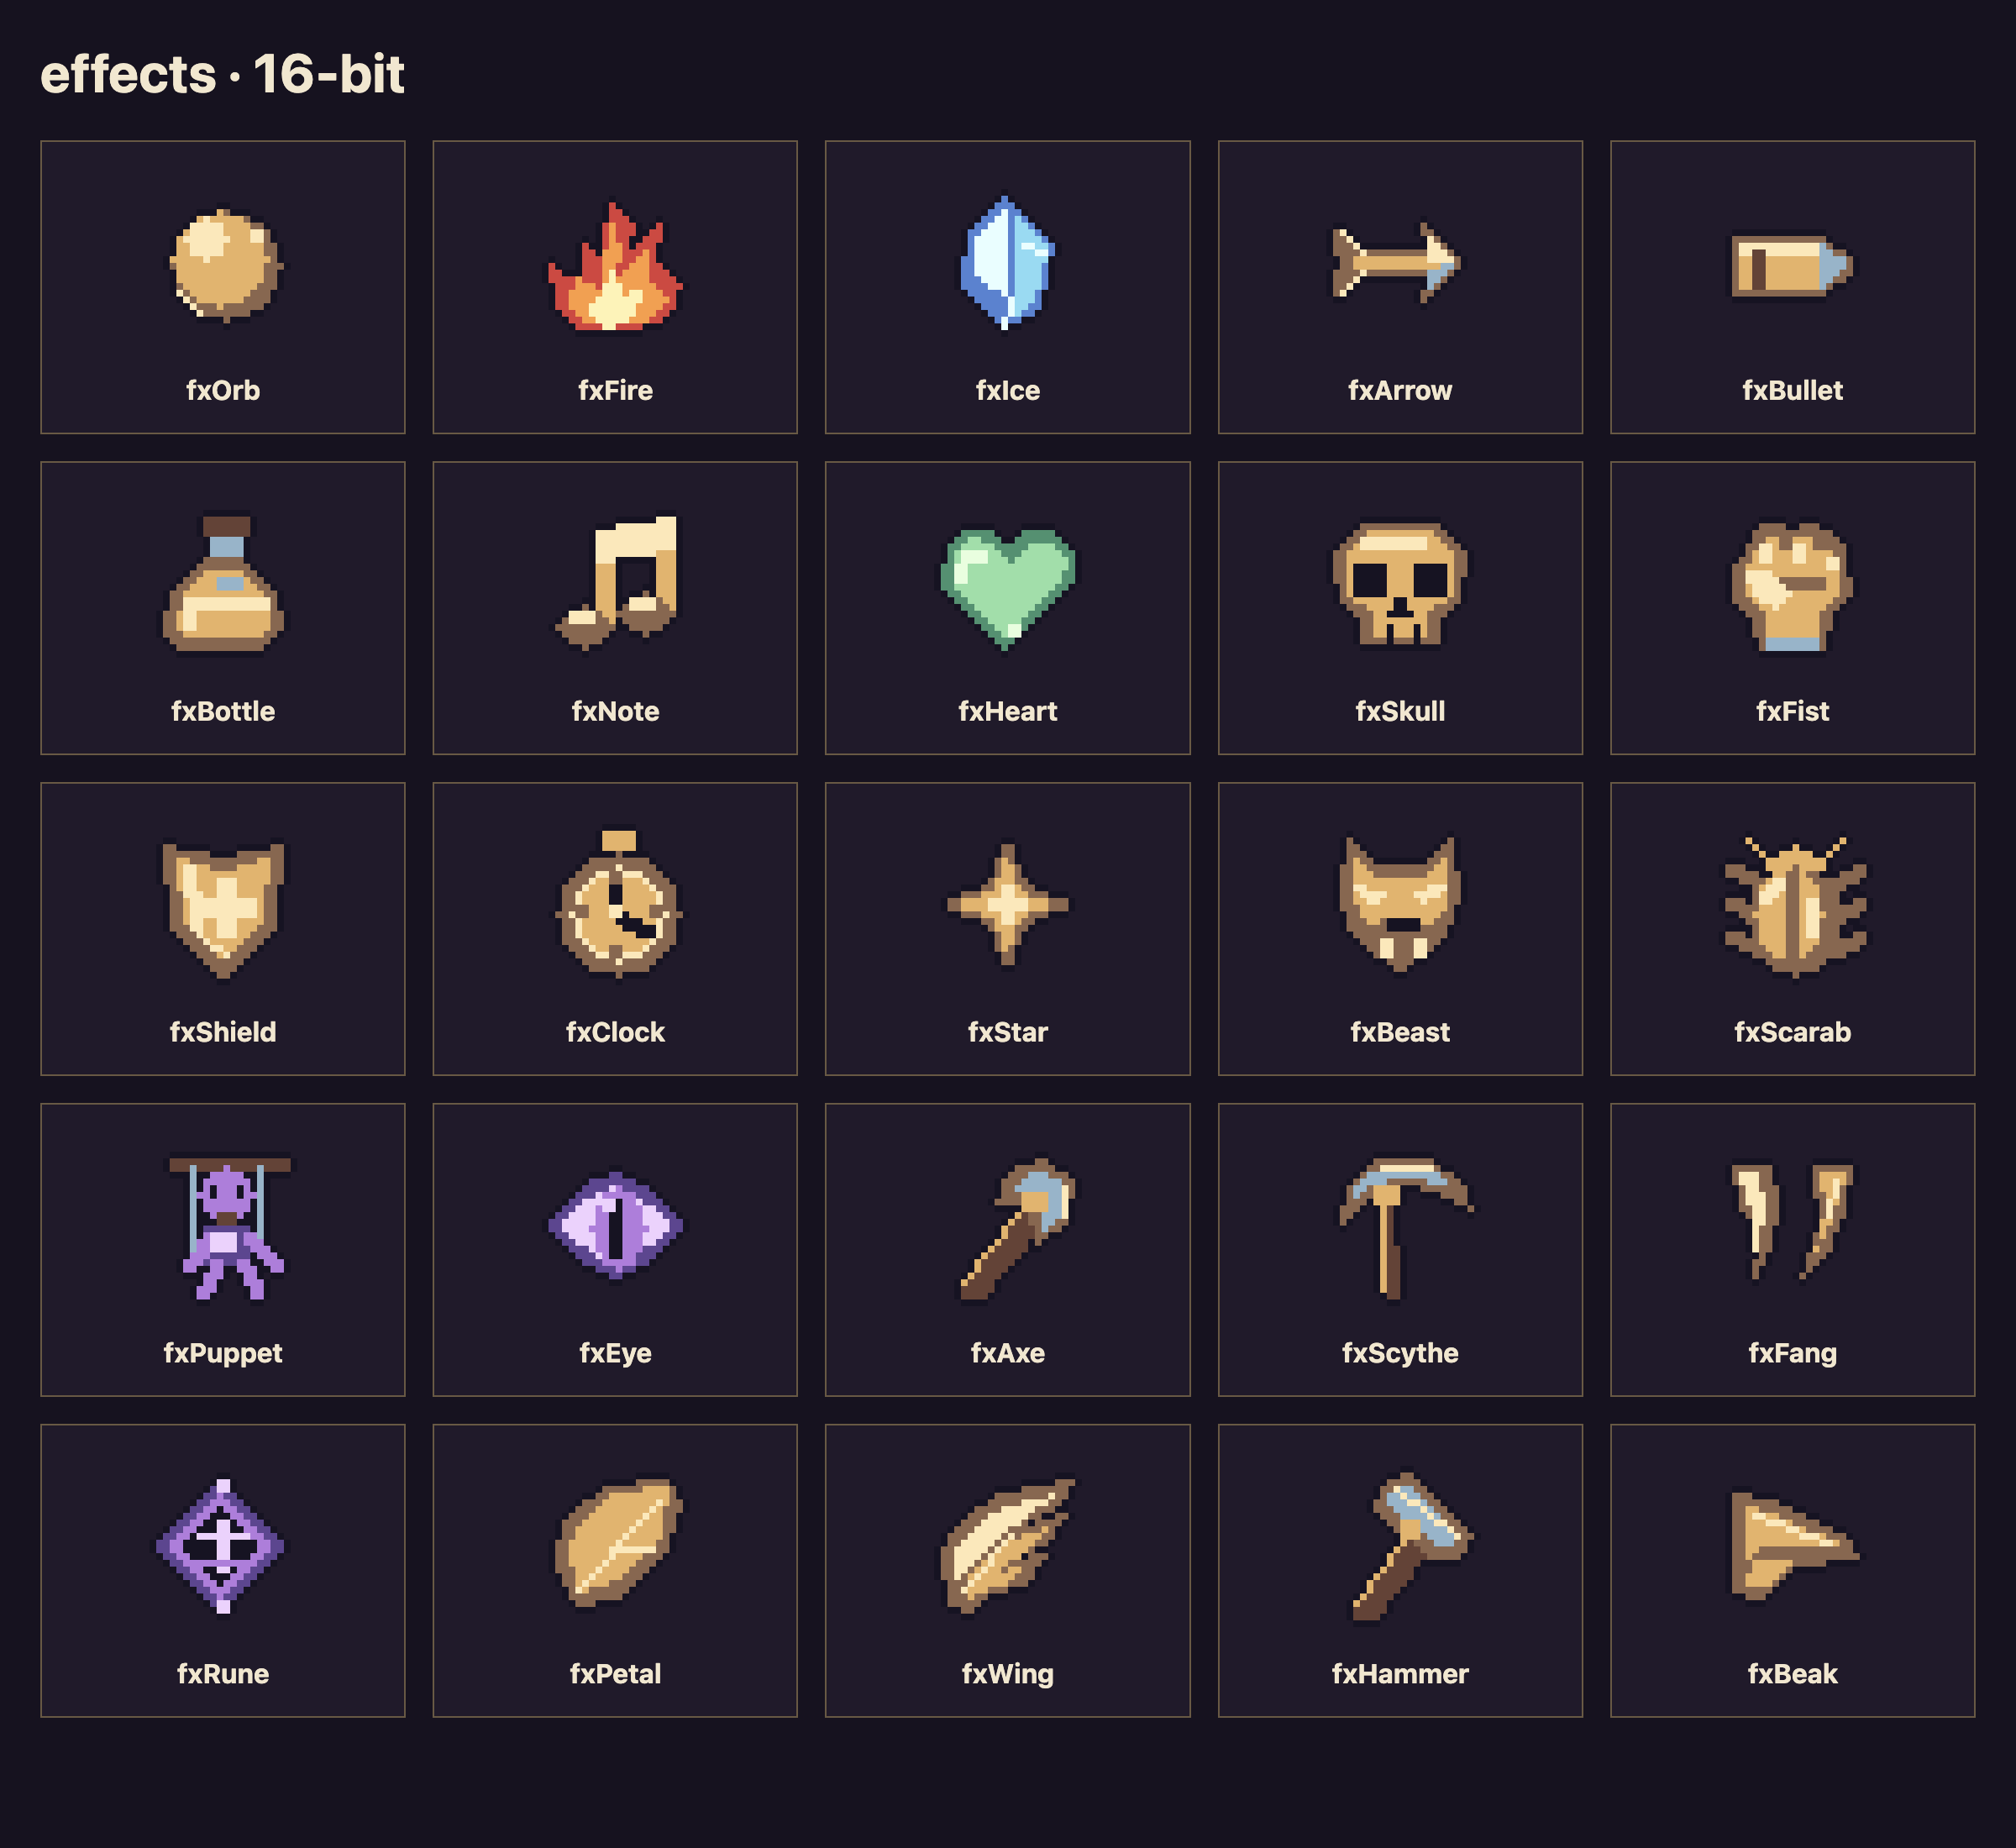 effects · 16-bit
fxOrb
fxFire
fxIce
fxArrow
fxBullet
fxBottle
fxNote
fxHeart
fxSkull
fxFist
fxShield
fxClock
fxStar
fxBeast
fxScarab
fxPuppet
fxEye
fxAxe
fxScythe
fxFang
fxRune
fxPetal
fxWing
fxHammer
fxBeak